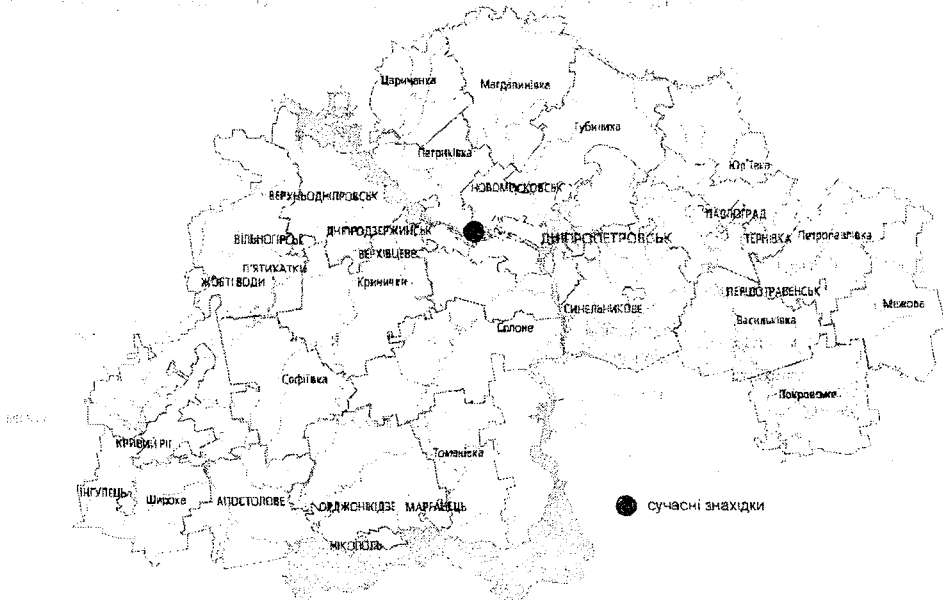 Царичанка
Магдалинівка
Губиниха
Петриківка
Юр'ївка
НОВОМОСКОВСЬК
ВЕРХНЬОДНІПРОВСЬК
ПАВЛОГРАД
ДНІПРОДЗЕРЖИНСЬК
ВІЛЬНОГІРСЬК
ДНІПРОПЕТРОВСЬК
ТЕРНІВКА
Петропавлівка
ВЕРХІВЦЕВЕ
П'ЯТИХАТКИ
ЖОВТІ ВОДИ
Кринички
ПЕРШОТРАВЕНСЬК
Межова
СИНЕЛЬНИКОВЕ
Васильківка
Солоне
Софіївка
Покровське
КРИВИЙ РІГ
Томаківка
ІНГУЛЕЦЬ
Широке
АПОСТОЛОВЕ
ОРДЖОНІКІДЗЕ
МАРГАНЕЦЬ
сучасні знахідки
НІКОПОЛЬ